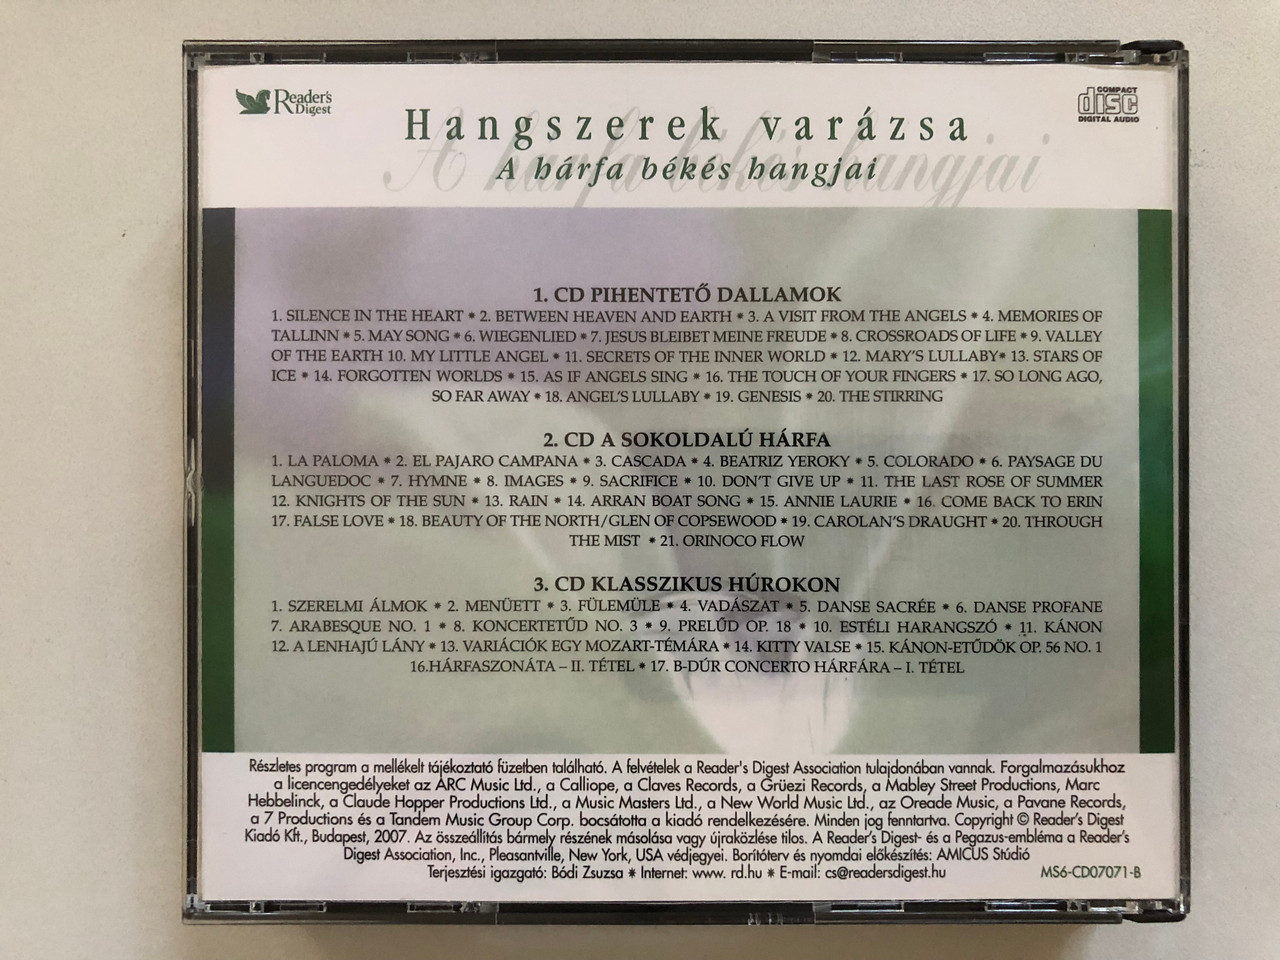 Reader's
Digest
COMPACT
disc
DIGITAL AUDIO
Hangszerek varázsa
A hárfa békés hangjai
A hárfa békés hangjai
1. CD PIHENTETŐ DALLAMOK
1. SILENCE IN THE HEART * 2. BETWEEN HEAVEN AND EARTH * 3. A VISIT FROM THE ANGELS * 4. MEMORIES OF
TALLINN * 5. MAY SONG * 6. WIEGENLIED * 7. JESUS BLEIBET MEINE FREUDE * 8. CROSSROADS OF LIFE * 9. VALLEY
OF THE EARTH 10. MY LITTLE ANGEL * 11. SECRETS OF THE INNER WORLD * 12. MARY'S LULLABY* 13. STARS OF
ICE * 14. FORGOTTEN WORLDS * 15. AS IF ANGELS SING * 16. THE TOUCH OF YOUR FINGERS * 17. SO LONG AGO,
SO FAR AWAY * 18. ANGEL'S LULLABY * 19. GENESIS * 20. THE STIRRING
2. CD A SOKOLDALÚ HÁRFA
1. LA PALOMA * 2. EL PAJARO CAMPANA * 3. CASCADA * 4. BEATRIZ YEROKY * 5. COLORADO * 6. PAYSAGE DU
LANGUEDOC * 7. HYMNE * 8. IMAGES * 9. SACRIFICE * 10. DON'T GIVE UP * 11. THE LAST ROSE OF SUMMER
12. KNIGHTS OF THE SUN * 13. RAIN * 14. ARRAN BOAT SONG * 15. ANNIE LAURIE * 16. COME BACK TO ERIN
17. FALSE LOVE * 18. BEAUTY OF THE NORTH/GLEN OF COPSEWOOD * 19. CAROLAN'S DRAUGHT * 20. THROUGH
THE MIST * 21. ORINOCO FLOW
3. CD KLASSZIKUS HÚROKON
1. SZERELMI ÁLMOK * 2. MENÜETT * 3. FÜLEMÜLE * 4. VADÁSZAT * 5. DANSE SACRÉE * 6. DANSE PROFANE
7. ARABESQUE NO. 1 * 8. KONCERTETŰD NO. 3 * 9. PRELŰD OP. 18 * 10. ESTÉLI HARANGSZÓ * 11. KÁNON
12. A LENHAJÚ LÁNY * 13. VARIÁCIÓK EGY MOZART-TÉMÁRA * 14. KITTY VALSE * 15. KÁNON-ETŰDÖK OP. 56 NO. 1
16.HÁRFASZONÁTA – II. TÉTEL * 17. B-DÚR CONCERTO HÁRFÁRA – I. TÉTEL
Részletes program a mellékelt tájékoztató füzetben található. A felvételek a Reader's Digest Association tulajdonában vannak. Forgalmazásukhoz
a licencengedélyeket az ARC Music Ltd., a Calliope, a Claves Records, a Grüezi Records, a Mabley Street Productions, Marc
Hebbelinck, a Claude Hopper Productions Ltd., a Music Masters Ltd., a New World Music Ltd., az Oreade Music, a Pavane Records,
a 7 Productions és a Tandem Music Group Corp. bocsátotta a kiadó rendelkezésére. Minden jog fenntartva. Copyright © Reader's Digest
Kiadó Kft., Budapest, 2007. Az összeállítás bármely részének másolása vagy újraközlése tilos. A Reader's Digest- és a Pegazus-embléma a Reader's
Digest Association, Inc., Pleasantville, New York, USA védjegyei. Borítóterv és nyomdai előkészítés: AMICUS Stúdió
Terjesztési igazgató: Bódi Zsuzsa * Internet: www. rd.hu * E-mail: cs@readersdigest.hu
MS6-CD07071-B